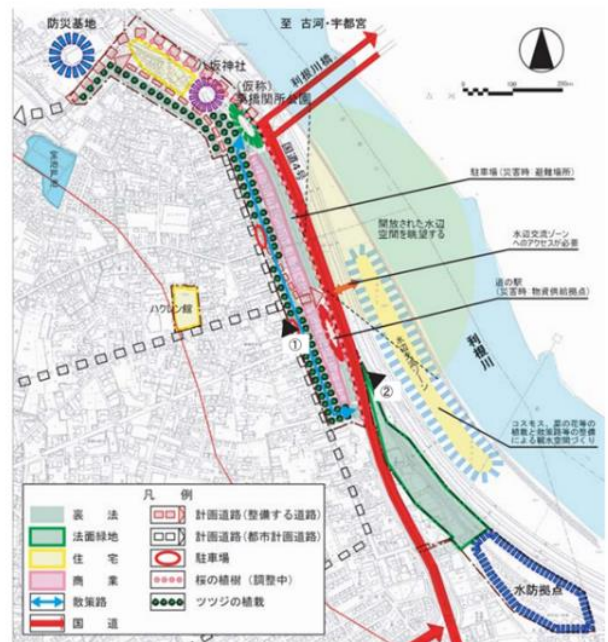 防災基地
至 古河・宇都宮
八坂神社
(仮称)
栗橋関所公園
利根川橋
国道4号
駐車場(災害時:避難場所)
開放された水辺
空間を眺望する
水辺交流ゾーン
へのアクセスが必要
道の駅
(災害時:物資供給拠点)
ハクレン館
①
②
利根川
水辺交流ゾーン
コスモス、菜の花等の
植栽と散策路等の整備
による親水空間づくり
水防拠点
凡 例
裏 法
法面緑地
住 宅
商 業
散策路
国 道
計画道路(整備する道路)
計画道路(都市計画道路)
駐車場
桜の植樹(調整中)
ツツジの植栽